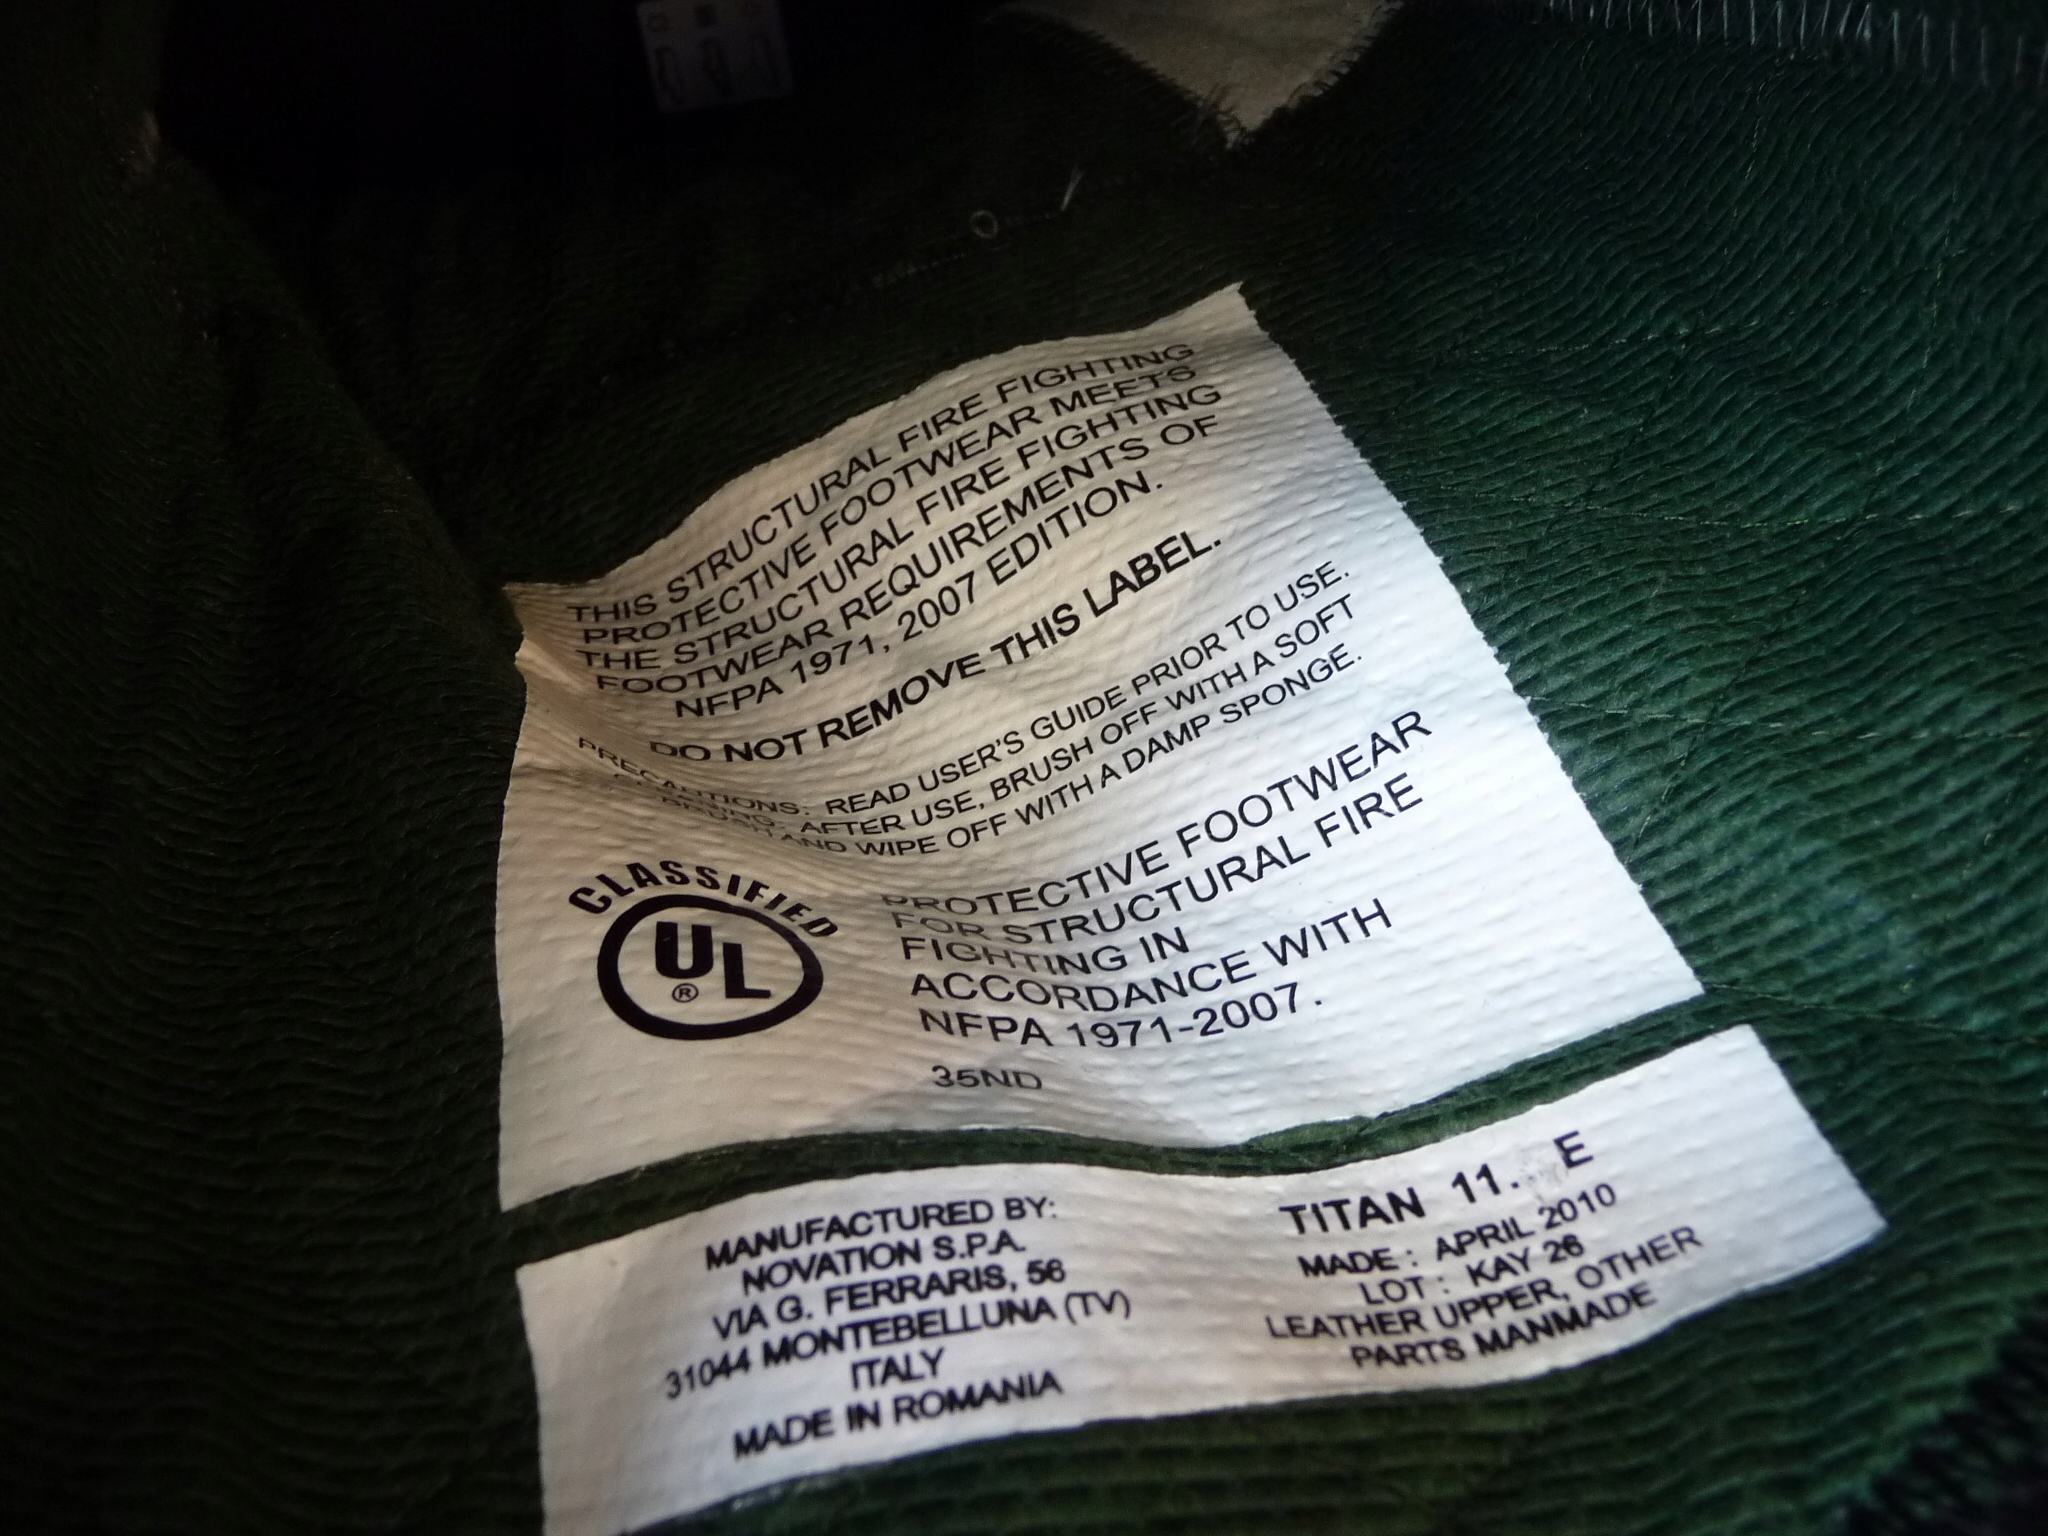 THIS STRUCTURAL FIRE FIGHTING
PROTECTIVE FOOTWEAR MEETS
THE STRUCTURAL FIRE FIGHTING
FOOTWEAR REQUIREMENTS OF
NFPA 1971, 2007 EDITION.
DO NOT REMOVE THIS LABEL.
PRECAUTIONS: READ USER'S GUIDE PRIOR TO USE.
CLEANING: AFTER USE, BRUSH OFF WITH A SOFT
BRUSH AND WIPE OFF WITH A DAMP SPONGE.
CLASSIFIED
UL
®
PROTECTIVE FOOTWEAR
FOR STRUCTURAL FIRE
FIGHTING IN
ACCORDANCE WITH
NFPA 1971-2007.
35ND
MANUFACTURED BY:
NOVATION S.P.A.
VIA G. FERRARIS, 56
31044 MONTEBELLUNA (TV)
ITALY
MADE IN ROMANIA
TITAN 11. E
MADE : APRIL 2010
LOT : KAY 26
LEATHER UPPER, OTHER
PARTS MANMADE